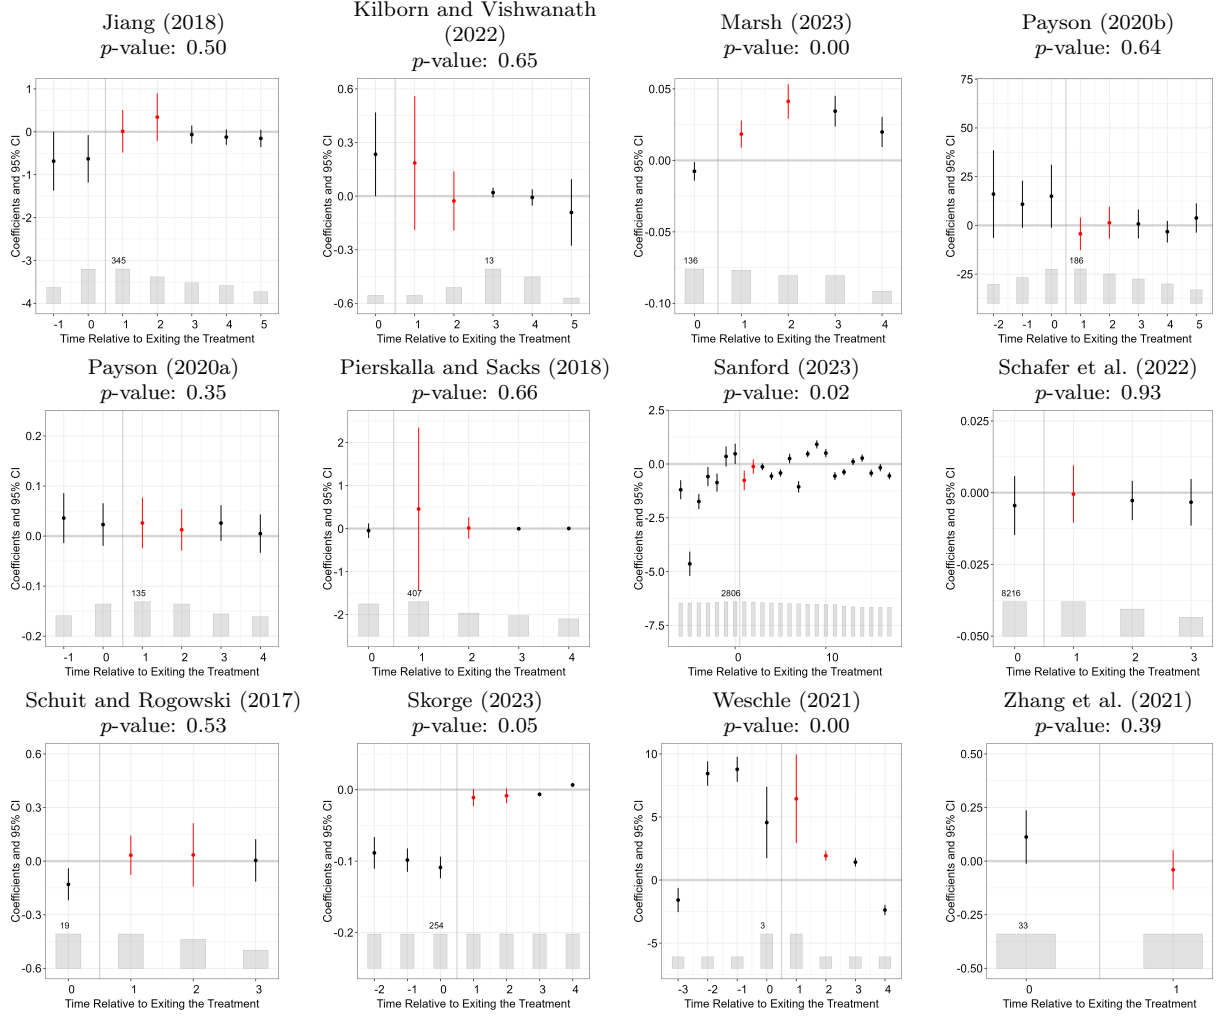 Jiang (2018)
p-value: 0.50
Coefficients and 95% CI
1
0
-1
-2
-3
-4
345
-1 0 1 2 3 4 5
Time Relative to Exiting the Treatment
Kilborn and Vishwanath
(2022)
p-value: 0.65
Coefficients and 95% CI
0.6
0.3
0.0
-0.3
-0.6
13
0 1 2 3 4 5
Time Relative to Exiting the Treatment
Marsh (2023)
p-value: 0.00
Coefficients and 95% CI
0.05
0.00
-0.05
-0.10
136
0 1 2 3 4
Time Relative to Exiting the Treatment
Payson (2020b)
p-value: 0.64
Coefficients and 95% CI
75
50
25
0
-25
186
-2 -1 0 1 2 3 4 5
Time Relative to Exiting the Treatment
Payson (2020a)
p-value: 0.35
Coefficients and 95% CI
0.2
0.1
0.0
-0.1
-0.2
135
-1 0 1 2 3 4
Time Relative to Exiting the Treatment
Pierskalla and Sacks (2018)
p-value: 0.66
Coefficients and 95% CI
2
1
0
-1
-2
407
0 1 2 3 4
Time Relative to Exiting the Treatment
Sanford (2023)
p-value: 0.02
Coefficients and 95% CI
2.5
0.0
-2.5
-5.0
-7.5
2806
0 10
Time Relative to Exiting the Treatment
Schafer et al. (2022)
p-value: 0.93
Coefficients and 95% CI
0.025
0.000
-0.025
-0.050
8216
0 1 2 3
Time Relative to Exiting the Treatment
Schuit and Rogowski (2017)
p-value: 0.53
Coefficients and 95% CI
0.6
0.3
0.0
-0.3
-0.6
19
0 1 2 3
Time Relative to Exiting the Treatment
Skorge (2023)
p-value: 0.05
Coefficients and 95% CI
0.0
-0.1
-0.2
254
-2 -1 0 1 2 3 4
Time Relative to Exiting the Treatment
Weschle (2021)
p-value: 0.00
Coefficients and 95% CI
10
5
0
-5
3
-3 -2 -1 0 1 2 3 4
Time Relative to Exiting the Treatment
Zhang et al. (2021)
p-value: 0.39
Coefficients and 95% CI
0.50
0.25
0.00
-0.25
-0.50
33
0 1
Time Relative to Exiting the Treatment